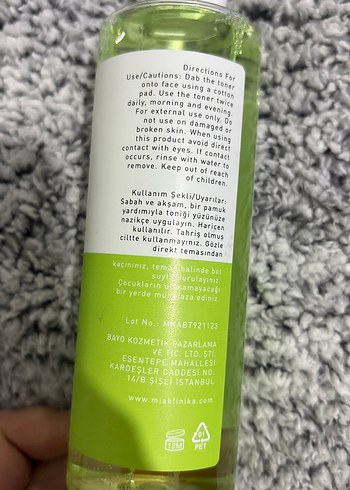 Directions For
Use/Cautions: Dab the toner
onto face using a cotton
pad. Use the toner twice
daily, morning and evening.
For external use only. Do
not use on damaged or
broken skin. When using
this product avoid direct
contact with eyes. If contact
occurs, rinse with water to
remove. Keep out of reach
of children.
Kullanım Şekli/Uyarılar:
Sabah ve akşam, bir pamuk
yardımıyla toniği yüzünüze
nazikçe uygulayın. Haricen
kullanılır. Tahriş olmuş
ciltte kullanmayınız. Gözle
direkt temasından
kaçınınız, temas halinde bol
suyla durulayınız.
Çocukların ulaşamayacağı
bir yerde muhafaza ediniz.
Lot No.:
RAYO KOZMETİK PAZARLAMA
VE TİC. LTD. ŞTİ.
ESENTEPE MAHALLESİ
KARDEŞLER CADDESİ NO:
14/B ŞİŞLİ İSTANBUL
www.miaklinika.com
12M
01
PET